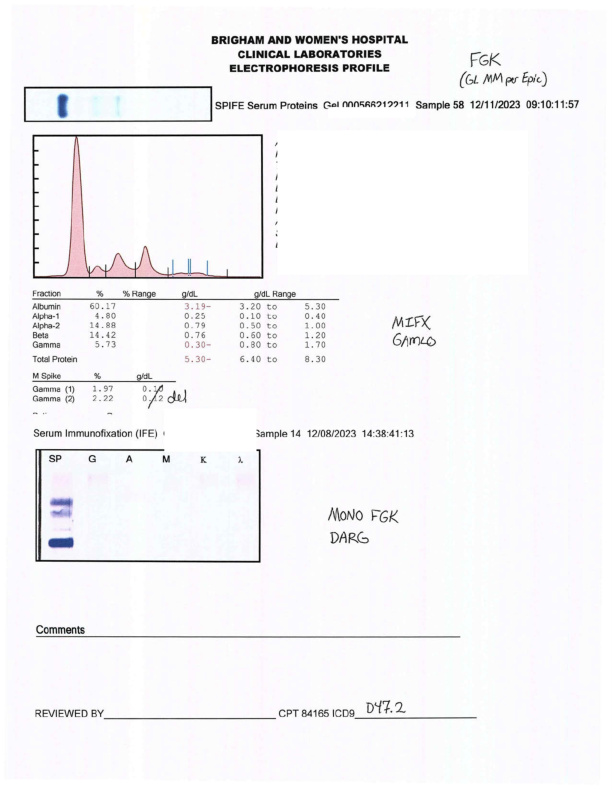 BRIGHAM AND WOMEN'S HOSPITAL
CLINICAL LABORATORIES
ELECTROPHORESIS PROFILE
FGK
(GL MM per Epic)
SPIFE Serum Proteins Gel 000566212211 Sample 58 12/11/2023 09:10:11:57
Fraction % % Range g/dL g/dL Range
Albumin 60.17 3.19- 3.20 to 5.30
Alpha-1 4.80 0.25 0.10 to 0.40
Alpha-2 14.88 0.79 0.50 to 1.00
Beta 14.42 0.76 0.60 to 1.20
Gamma 5.73 0.30- 0.80 to 1.70
Total Protein 5.30- 6.40 to 8.30
MIFX
GAMLO
M Spike % g/dL
Gamma (1) 1.97 0.10
Gamma (2) 2.22 0.12 del
Serum Immunofixation (IFE) Sample 14 12/08/2023 14:38:41:13
SP G A M K λ
MONO FGK
DARG
Comments
REVIEWED BY CPT 84165 ICD9 D47.2